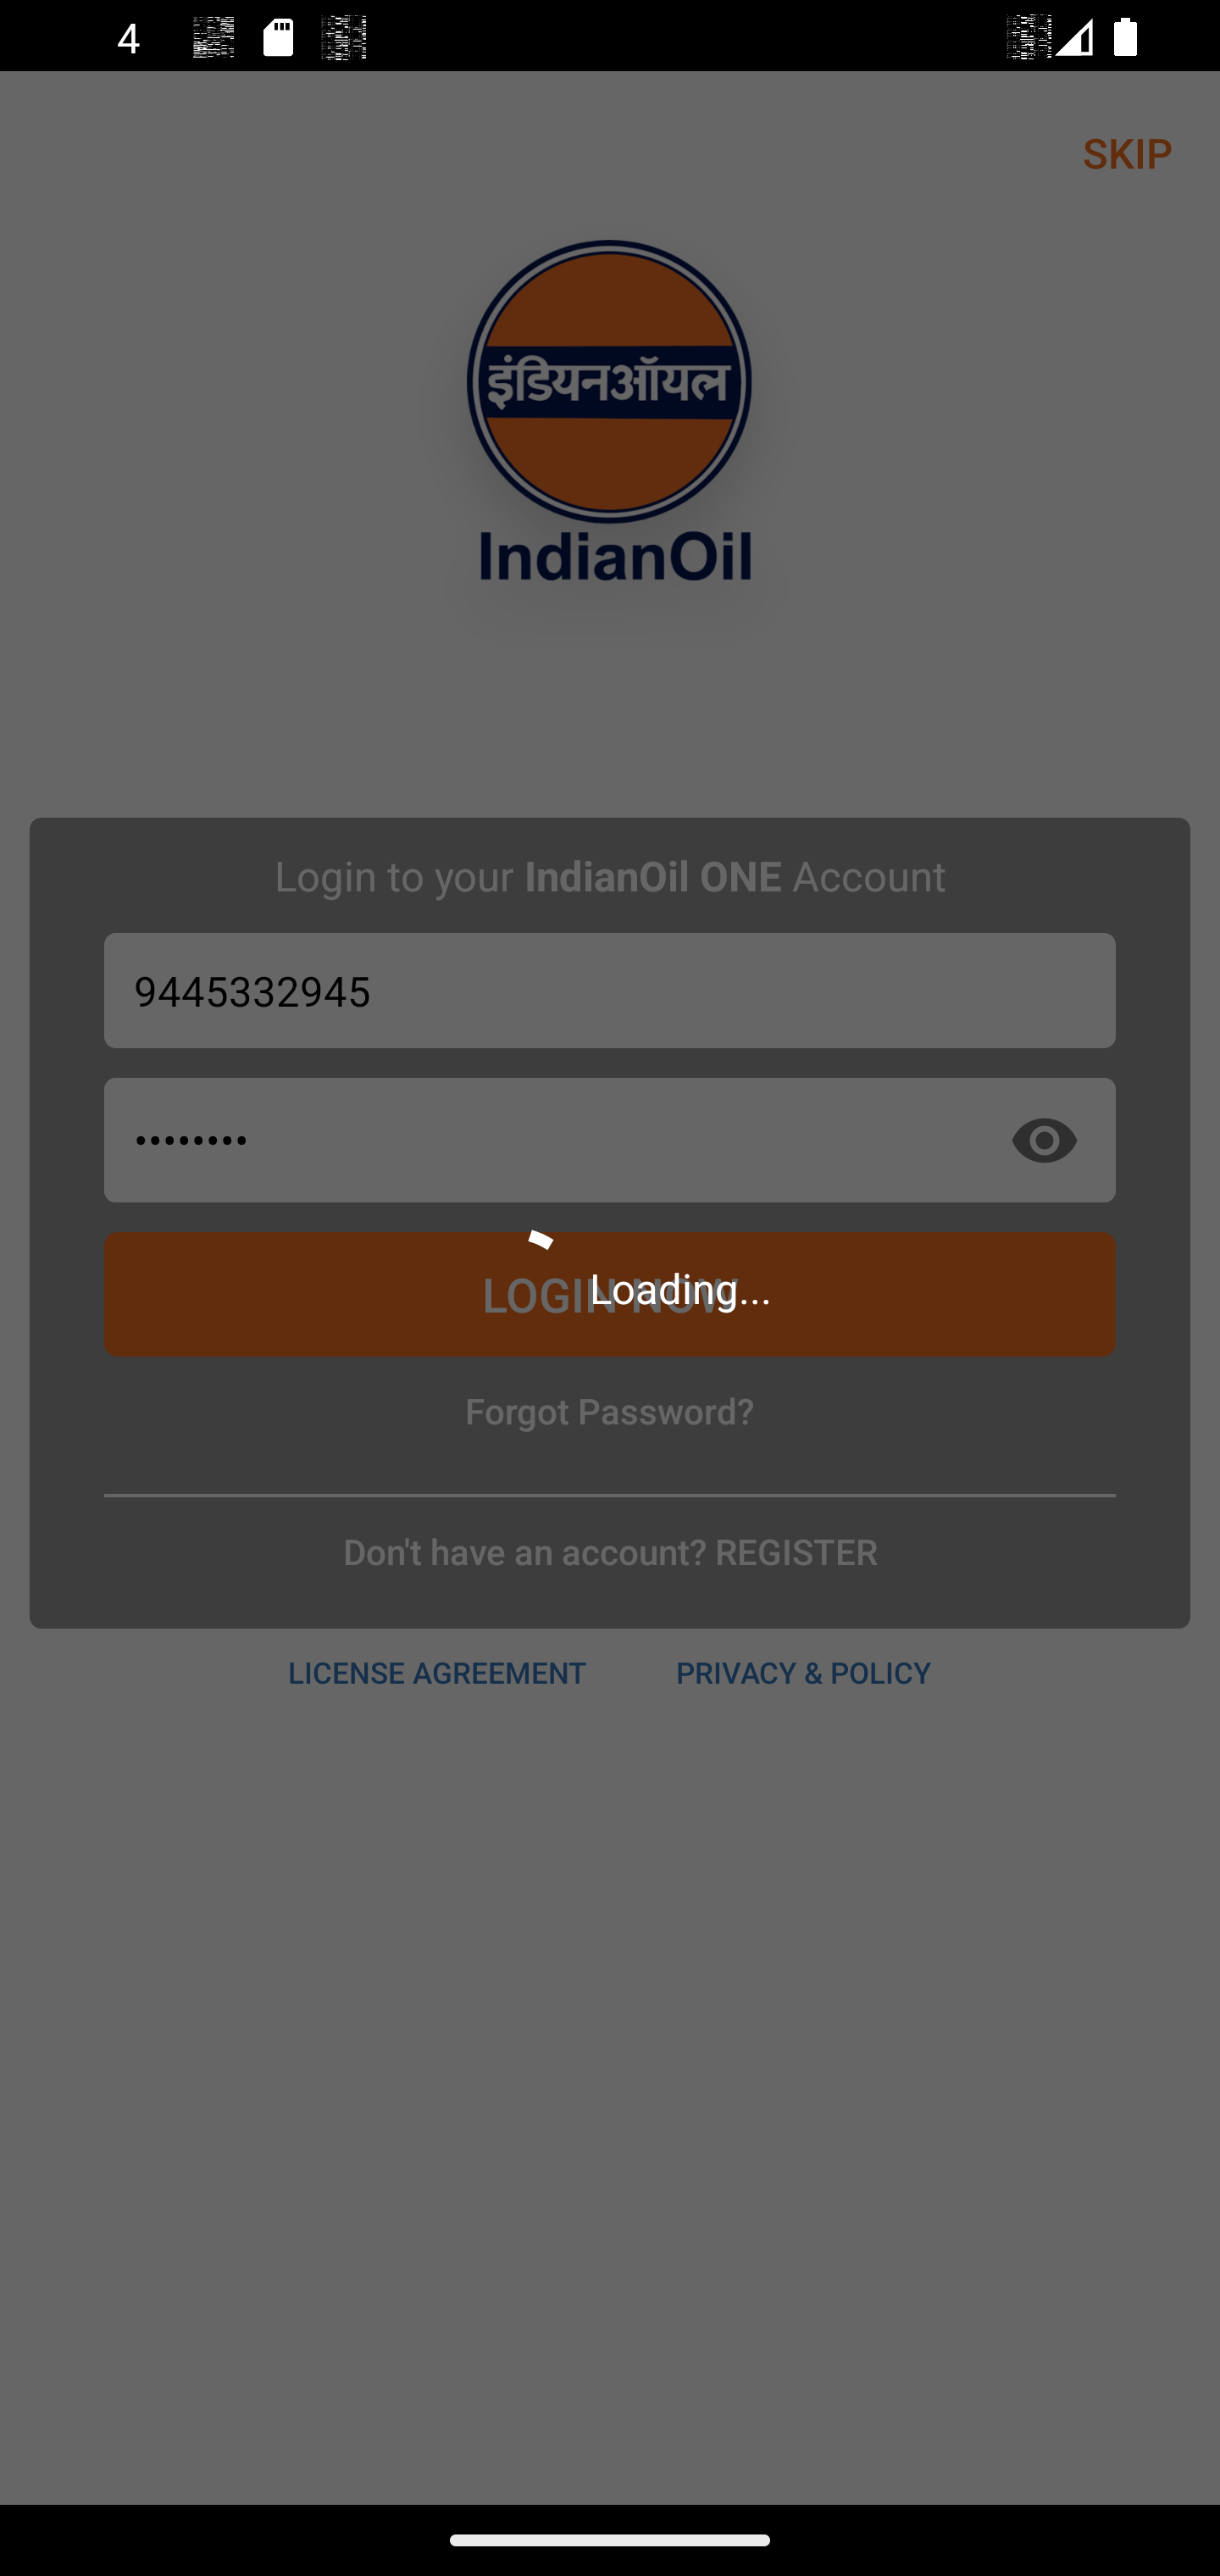 4
SKIP
इंडियनऑयल
IndianOil
Login to your IndianOil ONE Account
9445332945
••••••••
LOGIN NOW
Loading...
Forgot Password?
Don't have an account? REGISTER
LICENSE AGREEMENT PRIVACY & POLICY